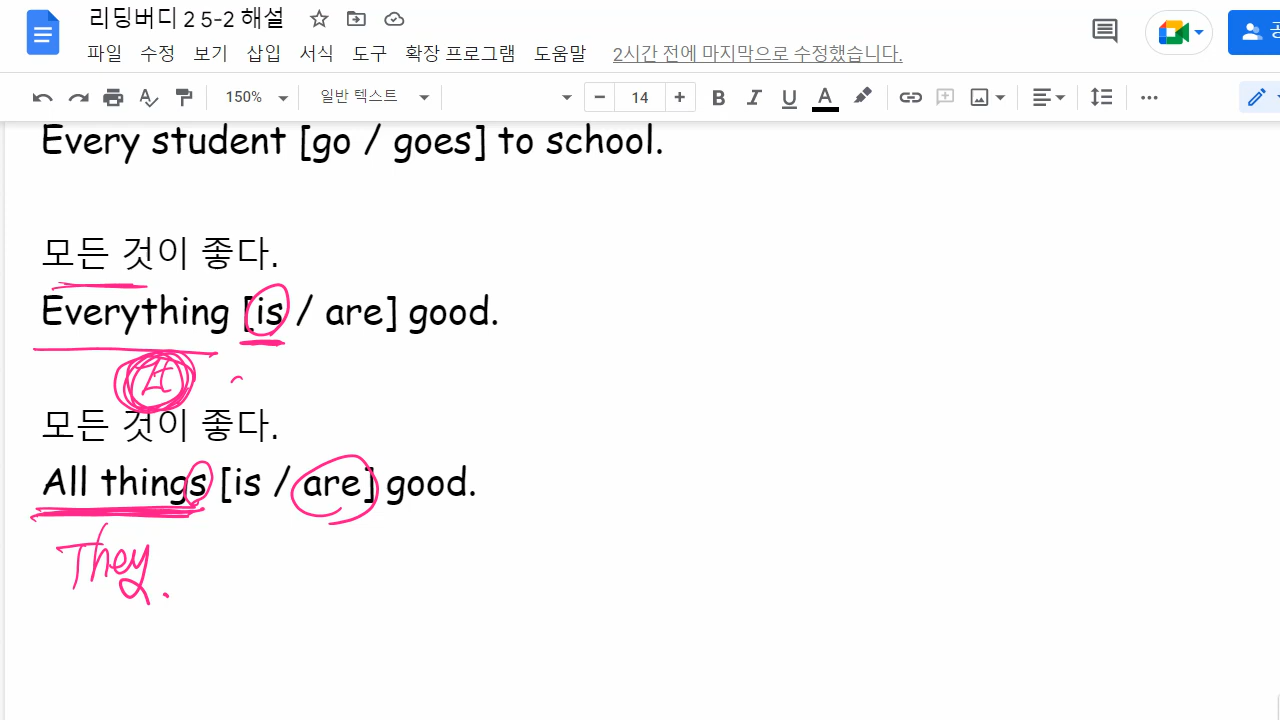 리딩버디 2 5-2 해설
파일 수정 보기 삽입 서식 도구 확장 프로그램 도움말 2시간 전에 마지막으로 수정했습니다.
150% 일반 텍스트 14 B I U A
Every student [go / goes] to school.
모든 것이 좋다.
Everything [is / are] good.
It
모든 것이 좋다.
All things [is / are] good.
They.